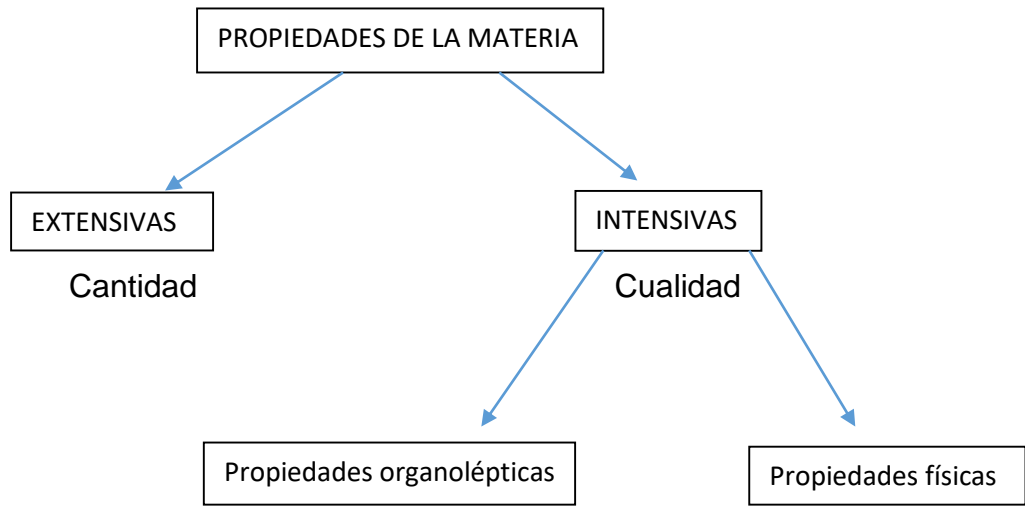 PROPIEDADES DE LA MATERIA
EXTENSIVAS
INTENSIVAS
Cantidad
Cualidad
Propiedades organolépticas
Propiedades físicas